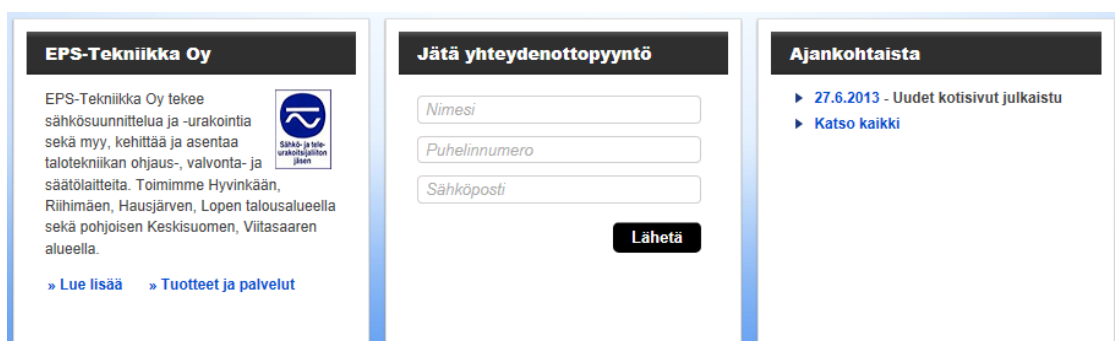 EPS-Tekniikka Oy
EPS-Tekniikka Oy tekee
sähkösuunnittelua ja -urakointia
sekä myy, kehittää ja asentaa
talotekniikan ohjaus-, valvonta- ja
säätölaitteita. Toimimme Hyvinkään,
Riihimäen, Hausjärven, Lopen talousalueella
sekä pohjoisen Keskisuomen, Viitasaaren
alueella.
Sähkö- ja tele-
urakoitsijaliiton
jäsen
» Lue lisää » Tuotteet ja palvelut
Jätä yhteydenottopyyntö
Nimesi
Puhelinnumero
Sähköposti
Lähetä
Ajankohtaista
27.6.2013 - Uudet kotisivut julkaistu
Katso kaikki